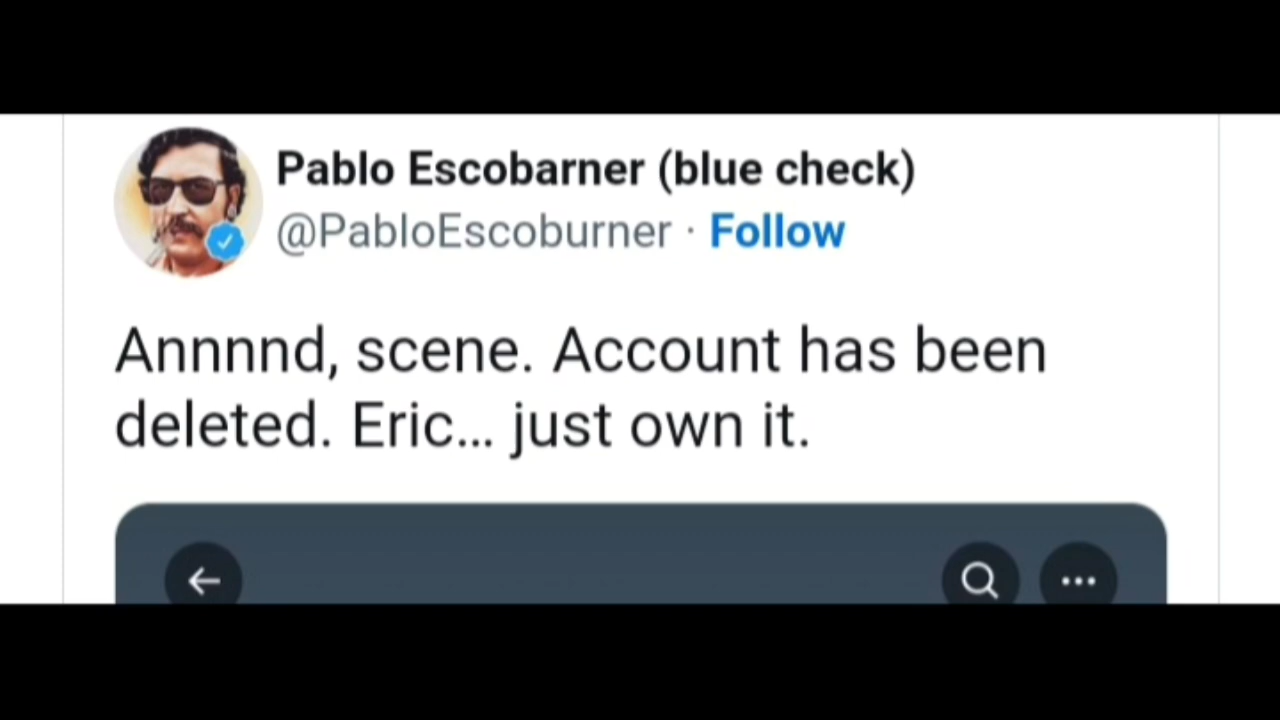 Pablo Escobarner (blue check)
@PabloEscoburner · Follow
Annnnd, scene. Account has been
deleted. Eric... just own it.